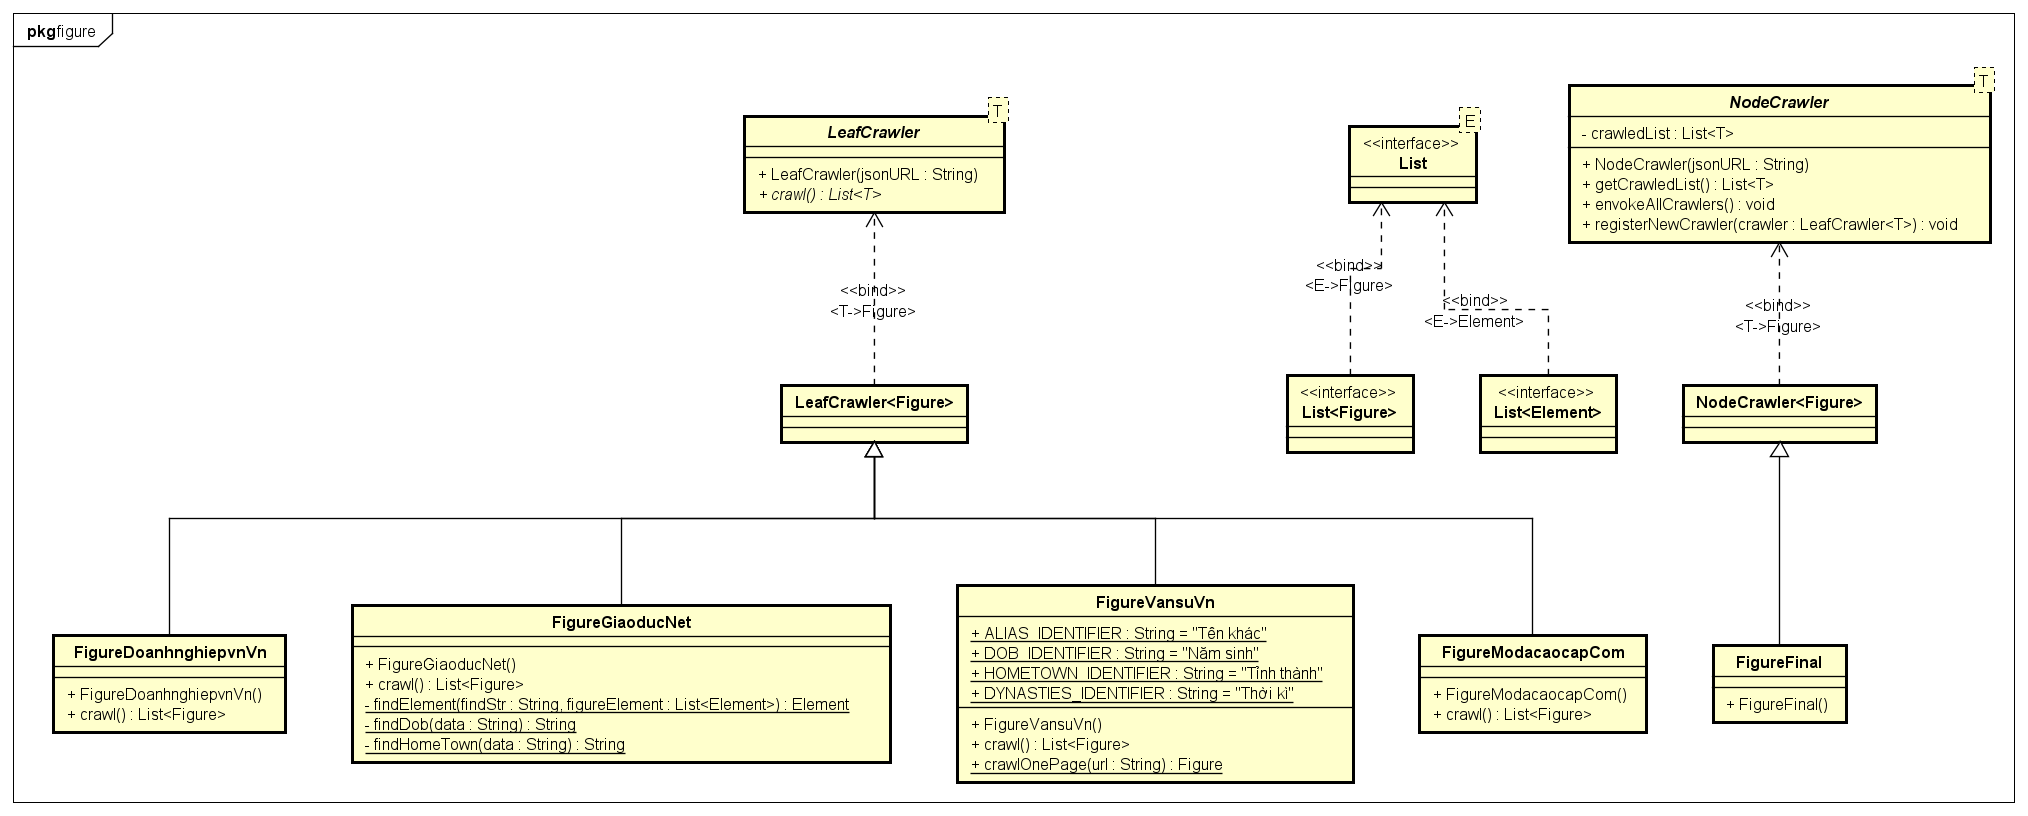 pkg figure
T
LeafCrawler
+ LeafCrawler(jsonURL : String)
+ crawl() : List<T>
E
<<interface>>
List
T
NodeCrawler
- crawledList : List<T>
+ NodeCrawler(jsonURL : String)
+ getCrawledList() : List<T>
+ envokeAllCrawlers() : void
+ registerNewCrawler(crawler : LeafCrawler<T>) : void
<<bind>>
<T->Figure>
<<bind>>
<E->Figure>
<<bind>>
<E->Element>
<<bind>>
<T->Figure>
LeafCrawler<Figure>
<<interface>>
List<Figure>
<<interface>>
List<Element>
NodeCrawler<Figure>
FigureDoanhnghiepvnVn
+ FigureDoanhnghiepvnVn()
+ crawl() : List<Figure>
FigureGiaoducNet
+ FigureGiaoducNet()
+ crawl() : List<Figure>
- findElement(findStr : String, figureElement : List<Element>) : Element
- findDob(data : String) : String
- findHomeTown(data : String) : String
FigureVansuVn
+ ALIAS_IDENTIFIER : String = "Tên khác"
+ DOB_IDENTIFIER : String = "Năm sinh"
+ HOMETOWN_IDENTIFIER : String = "Tỉnh thành"
+ DYNASTIES_IDENTIFIER : String = "Thời kì"
+ FigureVansuVn()
+ crawl() : List<Figure>
+ crawlOnePage(url : String) : Figure
FigureModacaocapCom
+ FigureModacaocapCom()
+ crawl() : List<Figure>
FigureFinal
+ FigureFinal()